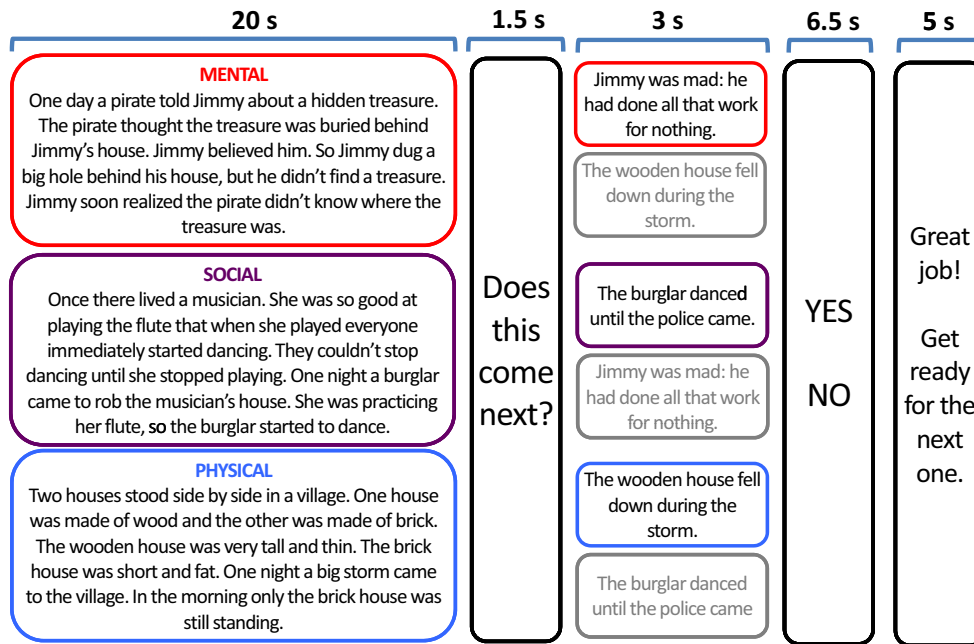 20 s
1.5 s
3 s
6.5 s
5 s
MENTAL
One day a pirate told Jimmy about a hidden treasure.
The pirate thought the treasure was buried behind
Jimmy’s house. Jimmy believed him. So Jimmy dug a
big hole behind his house, but he didn’t find a treasure.
Jimmy soon realized the pirate didn’t know where the
treasure was.
SOCIAL
Once there lived a musician. She was so good at
playing the flute that when she played everyone
immediately started dancing. They couldn’t stop
dancing until she stopped playing. One night a burglar
came to rob the musician’s house. She was practicing
her flute, so the burglar started to dance.
PHYSICAL
Two houses stood side by side in a village. One house
was made of wood and the other was made of brick.
The wooden house was very tall and thin. The brick
house was short and fat. One night a big storm came
to the village. In the morning only the brick house was
still standing.
Does
this
come
next?
Jimmy was mad: he
had done all that work
for nothing.
The wooden house fell
down during the
storm.
The burglar danced
until the police came.
Jimmy was mad: he
had done all that work
for nothing.
The wooden house fell
down during the
storm.
The burglar danced
until the police came
YES
NO
Great
job!
Get
ready
for the
next
one.